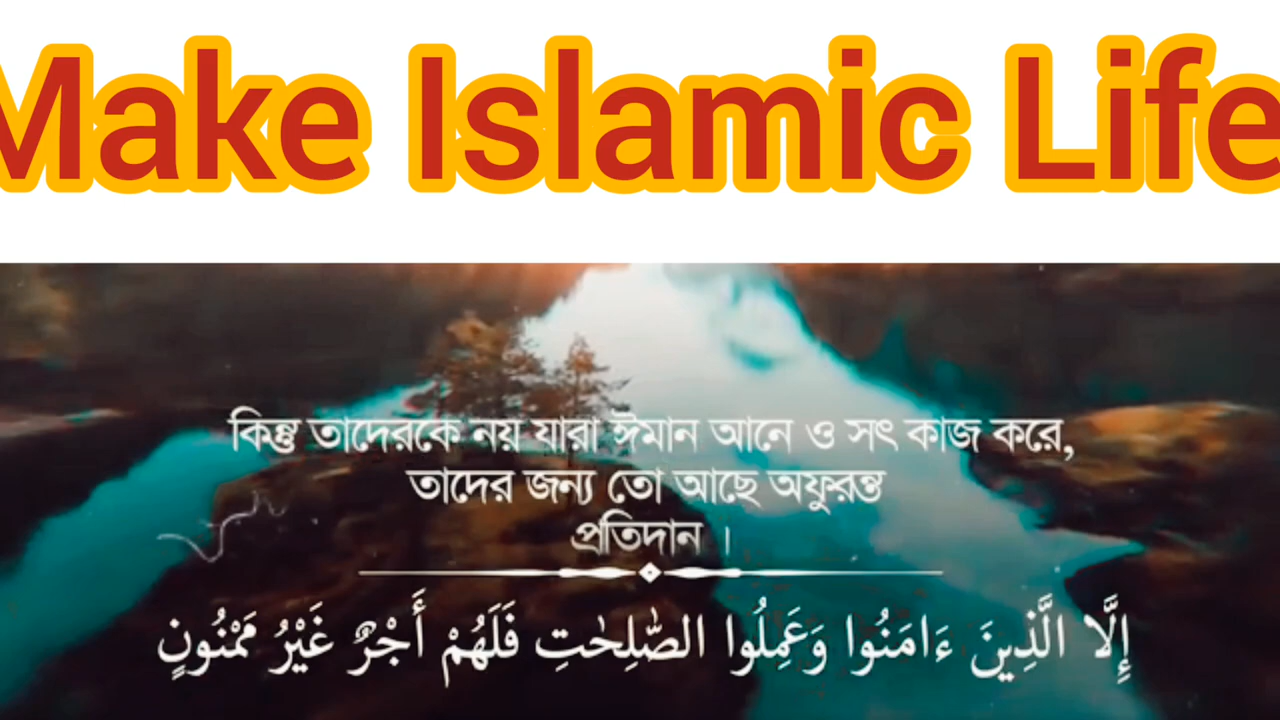 Make Islamic Life
কিন্তু তাদেরকে নয় যারা ঈমান আনে ও সৎ কাজ করে,
তাদের জন্য তো আছে অফুরন্ত
প্রতিদান ।
إِلَّا الَّذِينَ ءَامَنُوا وَعَمِلُوا الصَّٰلِحَٰتِ فَلَهُمْ أَجْرٌ غَيْرُ مَمْنُونٍ